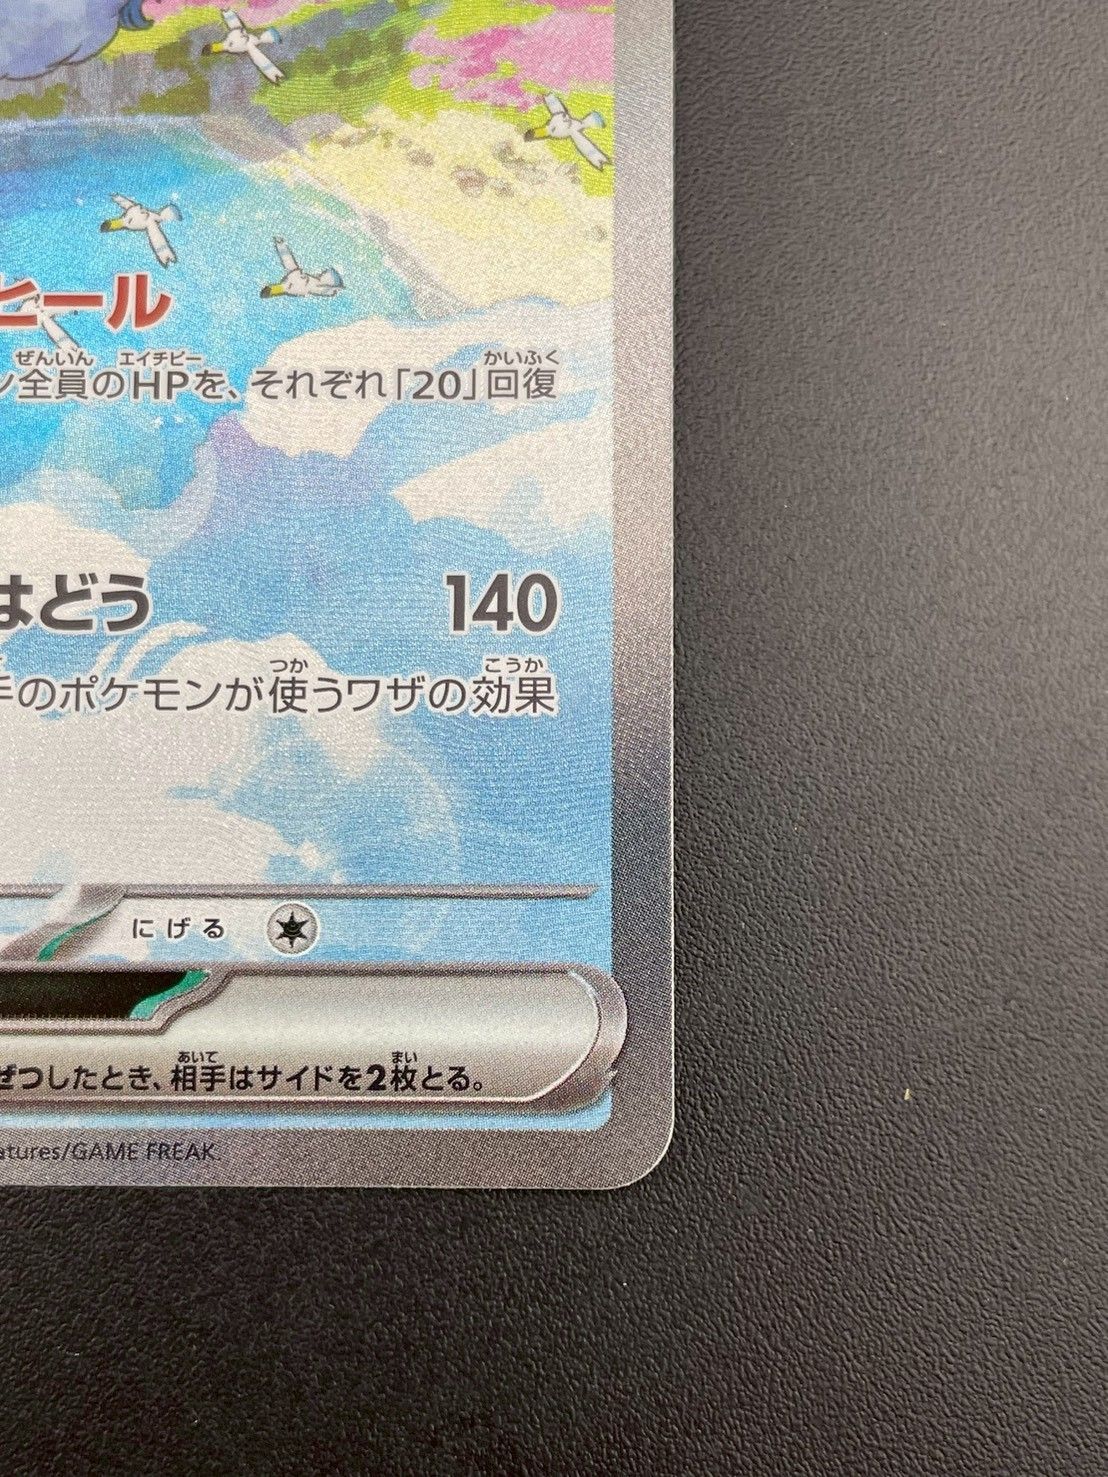 ヒール
ぜんいん エイチピー かいふく
ン全員のHPを、それぞれ「20」回復
はどう 140
つか こうか
手のポケモンが使うワザの効果
にげる
あいて まい
ぜつしたとき、相手はサイドを2枚とる。
atures/GAME FREAK.